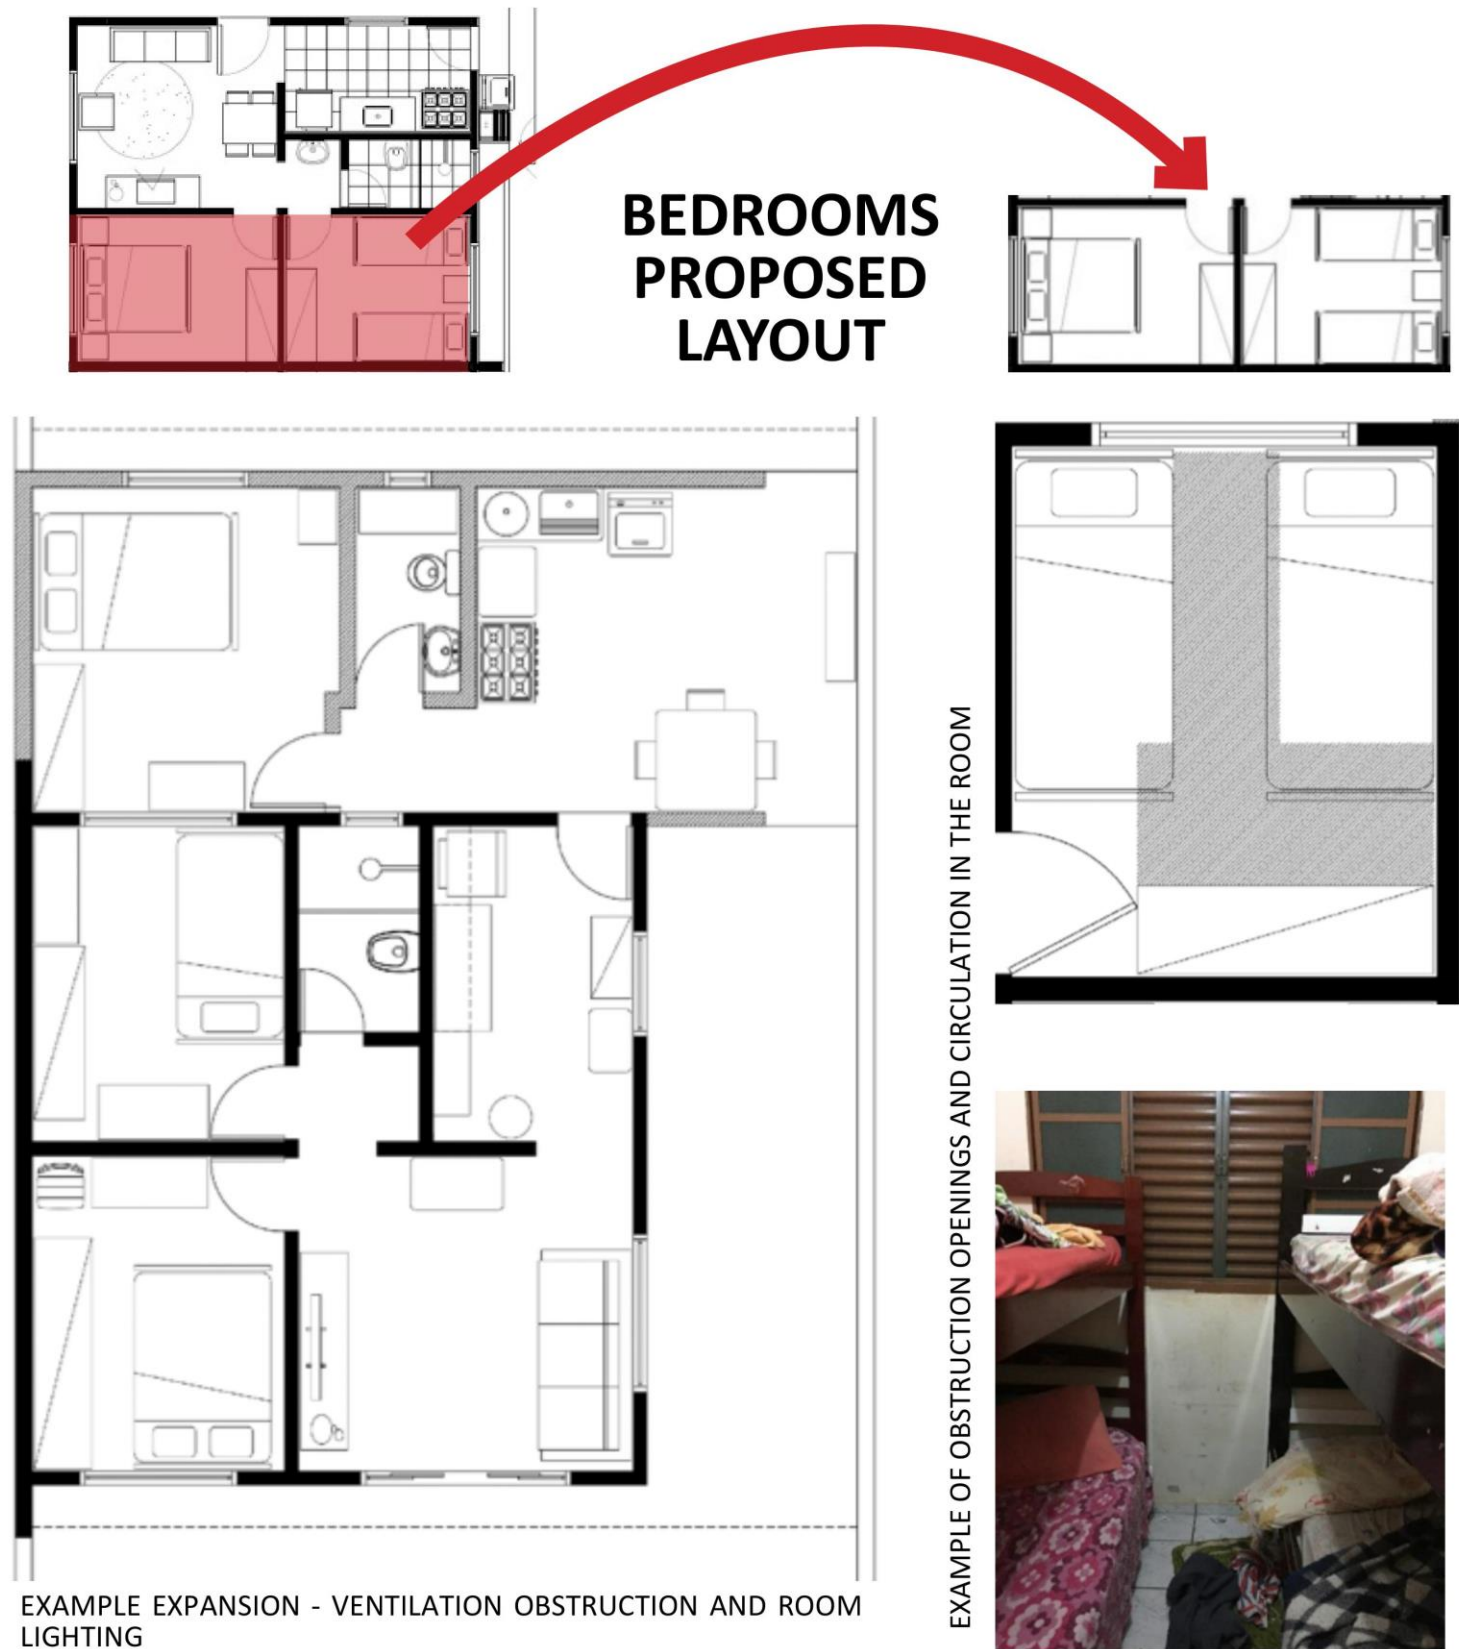 BEDROOMS
PROPOSED
LAYOUT
EXAMPLE OF OBSTRUCTION OPENINGS AND CIRCULATION IN THE ROOM
EXAMPLE EXPANSION - VENTILATION OBSTRUCTION AND ROOM
LIGHTING